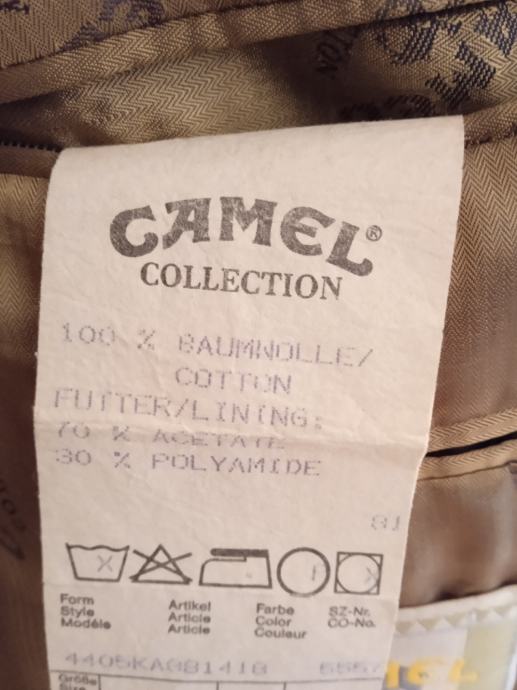 CAMEL®
COLLECTION
100 % BAUMWOLLE/
COTTON
FUTTER/LINING:
70 % ACETATE
30 % POLYAMIDE
81
Form Artikel Farbe SZ-Nr.
Style Article Color CO-No.
Modèle Article Couleur
Größe